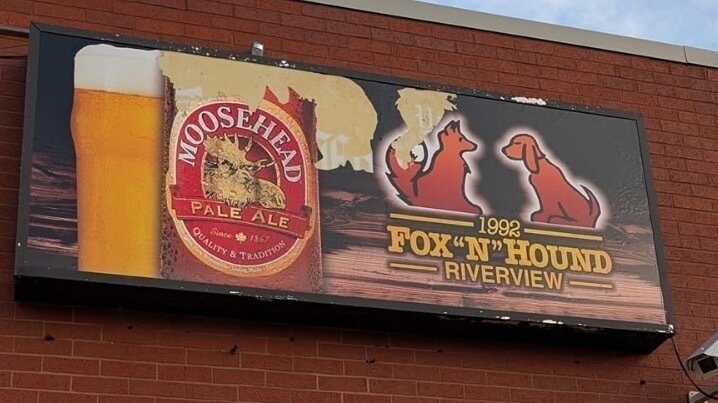 MOOSEHEAD
PALE ALE
Since 1867
QUALITY & TRADITION
1992
FOX "N" HOUND
RIVERVIEW